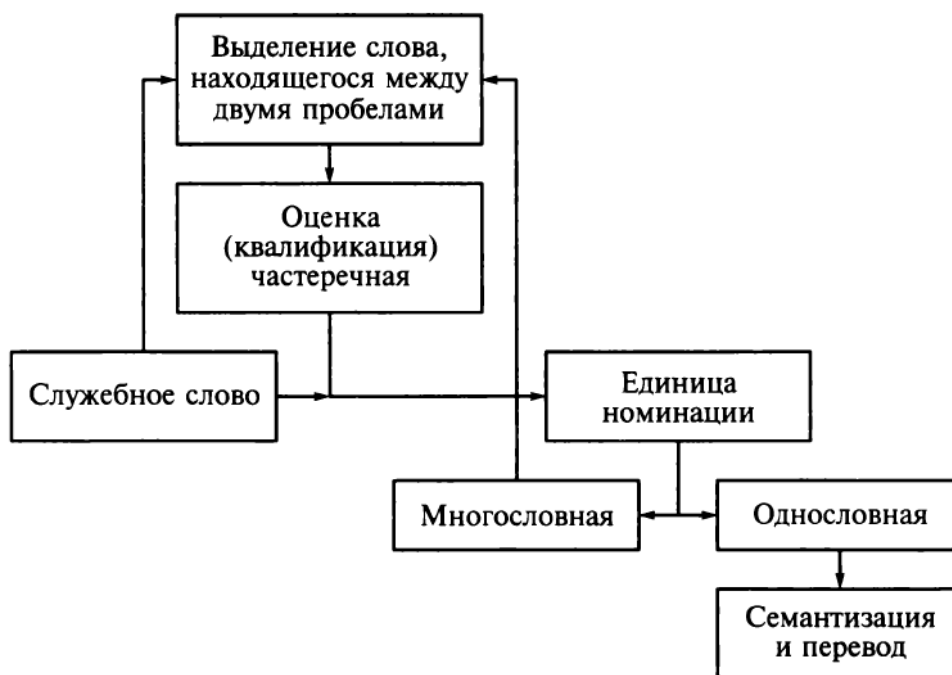 Выделение слова,
находящегося между
двумя пробелами
Оценка
(квалификация)
частеречная
Служебное слово
Единица
номинации
Многословная
Однословная
Семантизация
и перевод